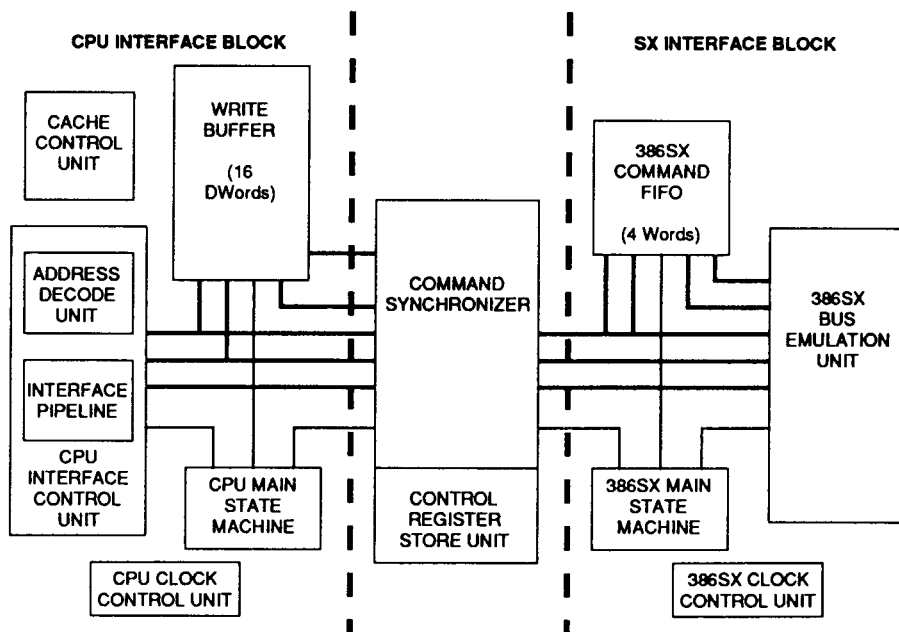 CPU INTERFACE BLOCK
SX INTERFACE BLOCK
CACHE
CONTROL
UNIT
WRITE
BUFFER
(16
DWords)
386SX
COMMAND
FIFO
(4 Words)
ADDRESS
DECODE
UNIT
INTERFACE
PIPELINE
CPU
INTERFACE
CONTROL
UNIT
COMMAND
SYNCHRONIZER
386SX
BUS
EMULATION
UNIT
CPU MAIN
STATE
MACHINE
CONTROL
REGISTER
STORE UNIT
386SX MAIN
STATE
MACHINE
CPU CLOCK
CONTROL UNIT
386SX CLOCK
CONTROL UNIT